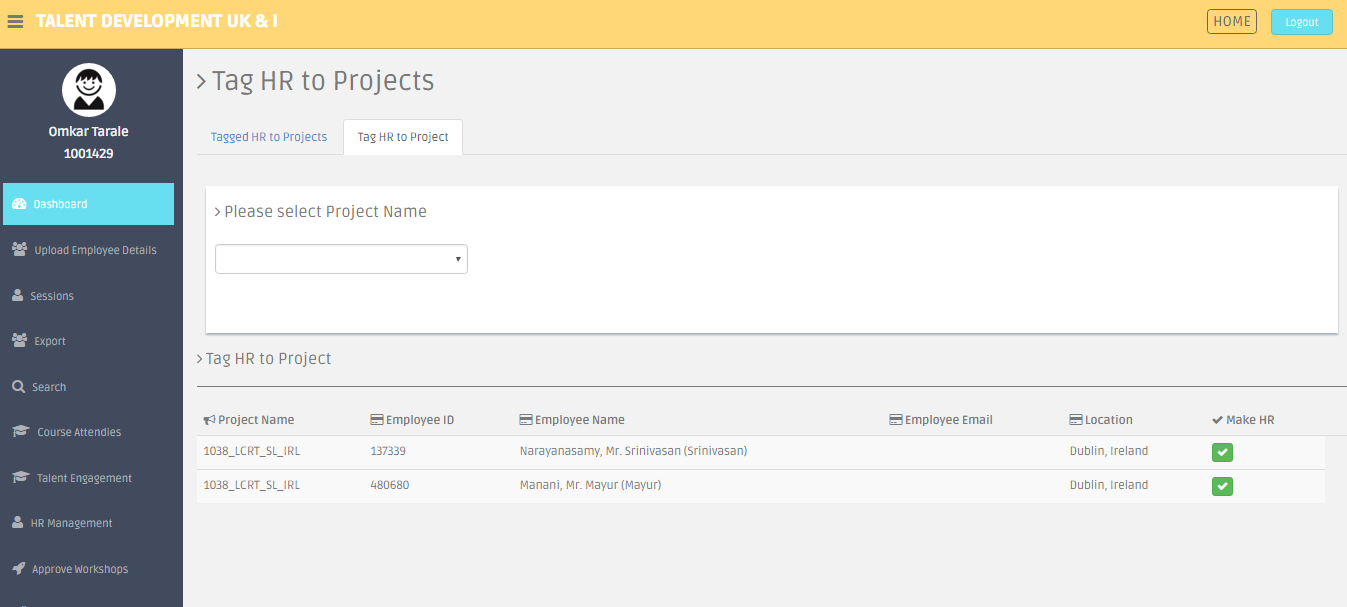 TALENT DEVELOPMENT UK & I
HOME
Logout
Omkar Tarale
1001429
Dashboard
Upload Employee Details
Sessions
Export
Search
Course Attendies
Talent Engagement
HR Management
Approve Workshops
Tag HR to Projects
Tagged HR to Projects
Tag HR to Project
Please select Project Name
Tag HR to Project
Project Name Employee ID Employee Name Employee Email Location Make HR
1038_LCRT_SL_IRL 137339 Narayanasamy, Mr. Srinivasan (Srinivasan) Dublin, Ireland
1038_LCRT_SL_IRL 480680 Manani, Mr. Mayur (Mayur) Dublin, Ireland